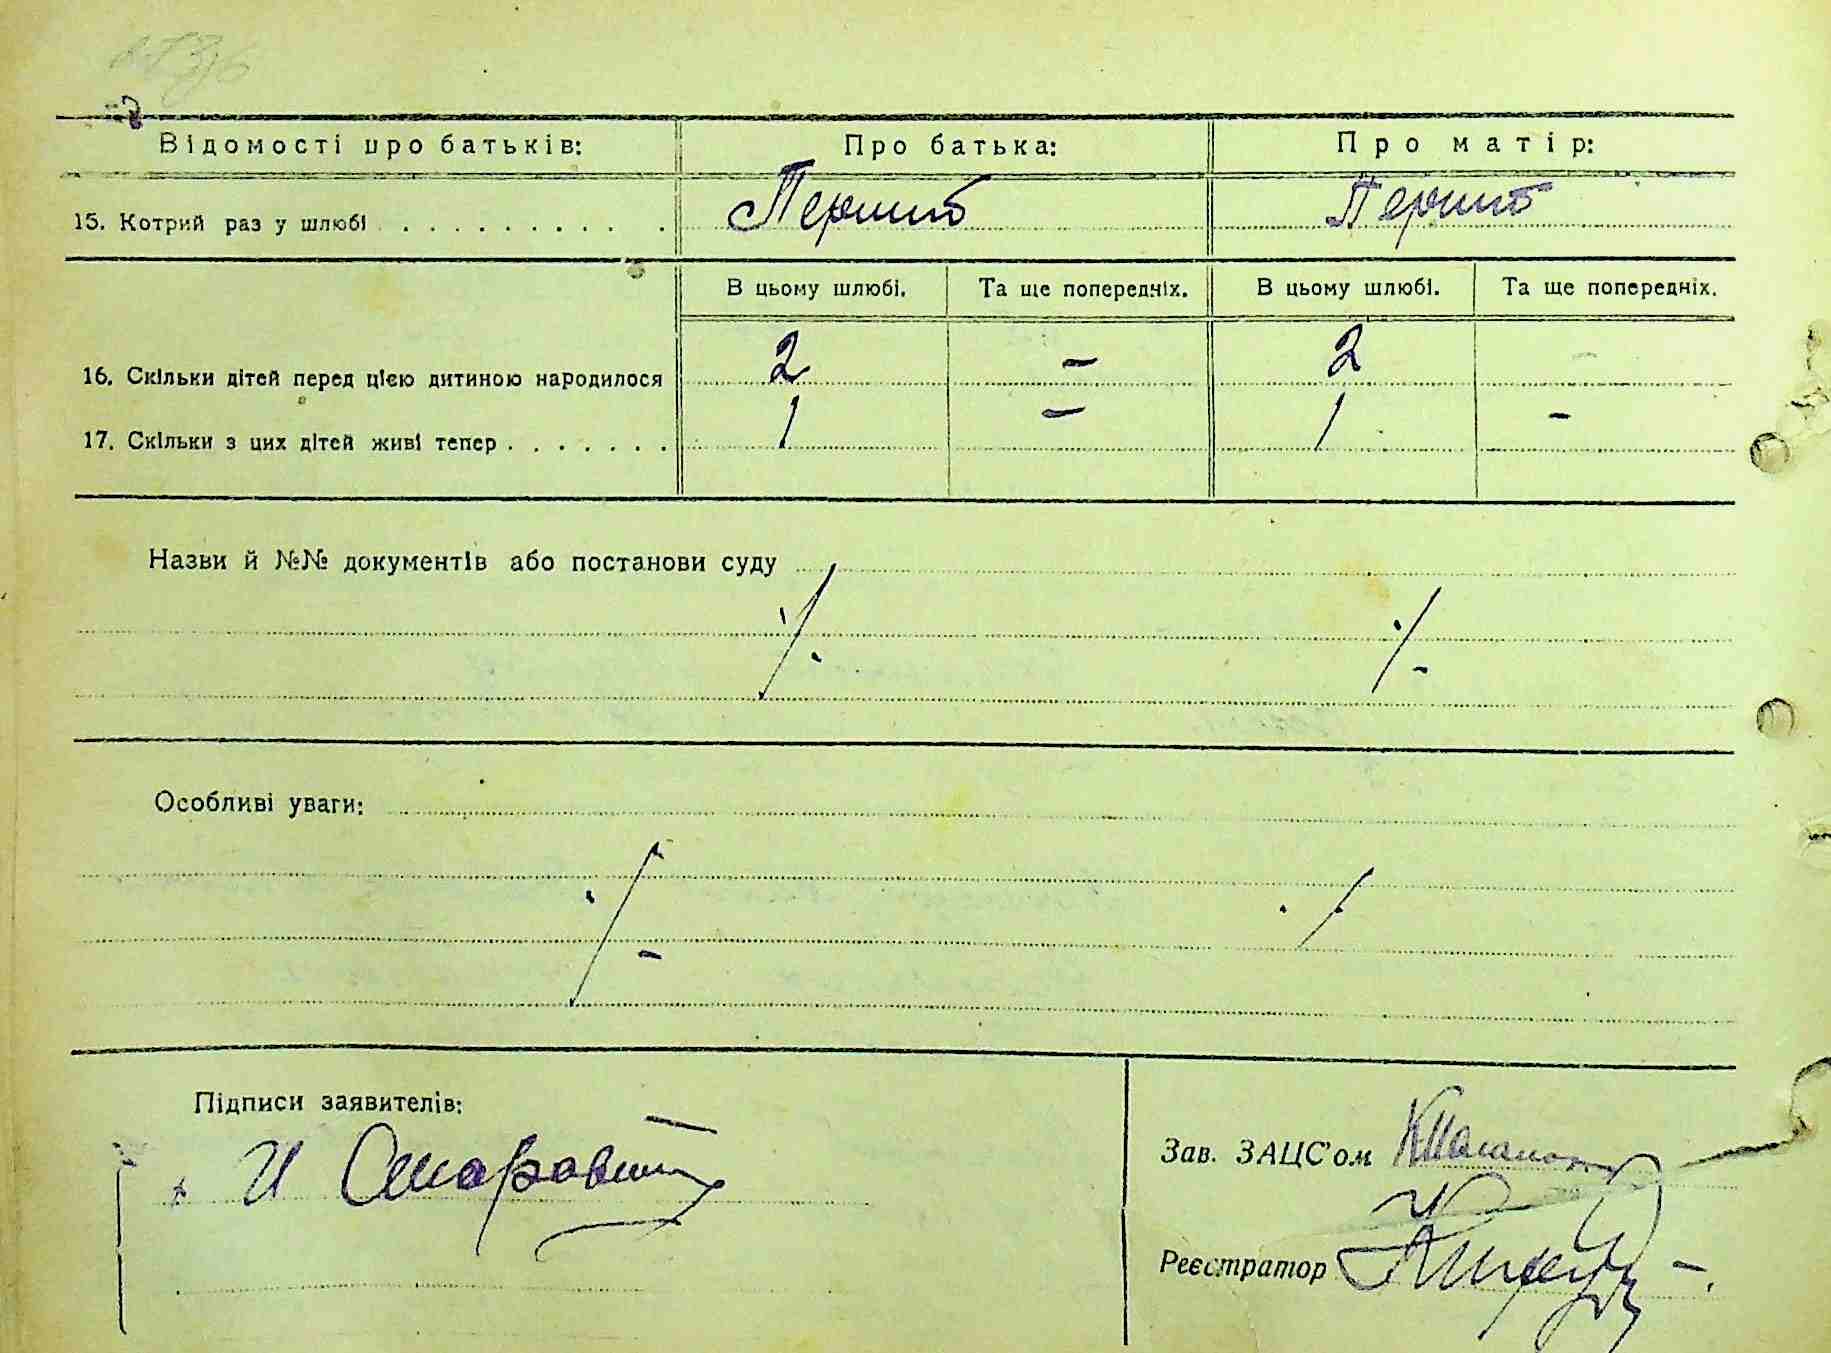 Відомості про батьків: Про батька: Про матір:
15. Котрий раз у шлюбі . . . . . . . . . . . Перший Перший
В цьому шлюбі. Та ще попередніх. В цьому шлюбі. Та ще попередніх.
16. Скільки дітей перед цією дитиною народилося 2 – 2 –
17. Скільки з цих дітей живі тепер . . . . . . . 1 – 1 –
Назви й №№ документів або постанови суду
Особливі уваги:
Підписи заявителів:
И
Зав. ЗАЦС'ом
Реєстратор